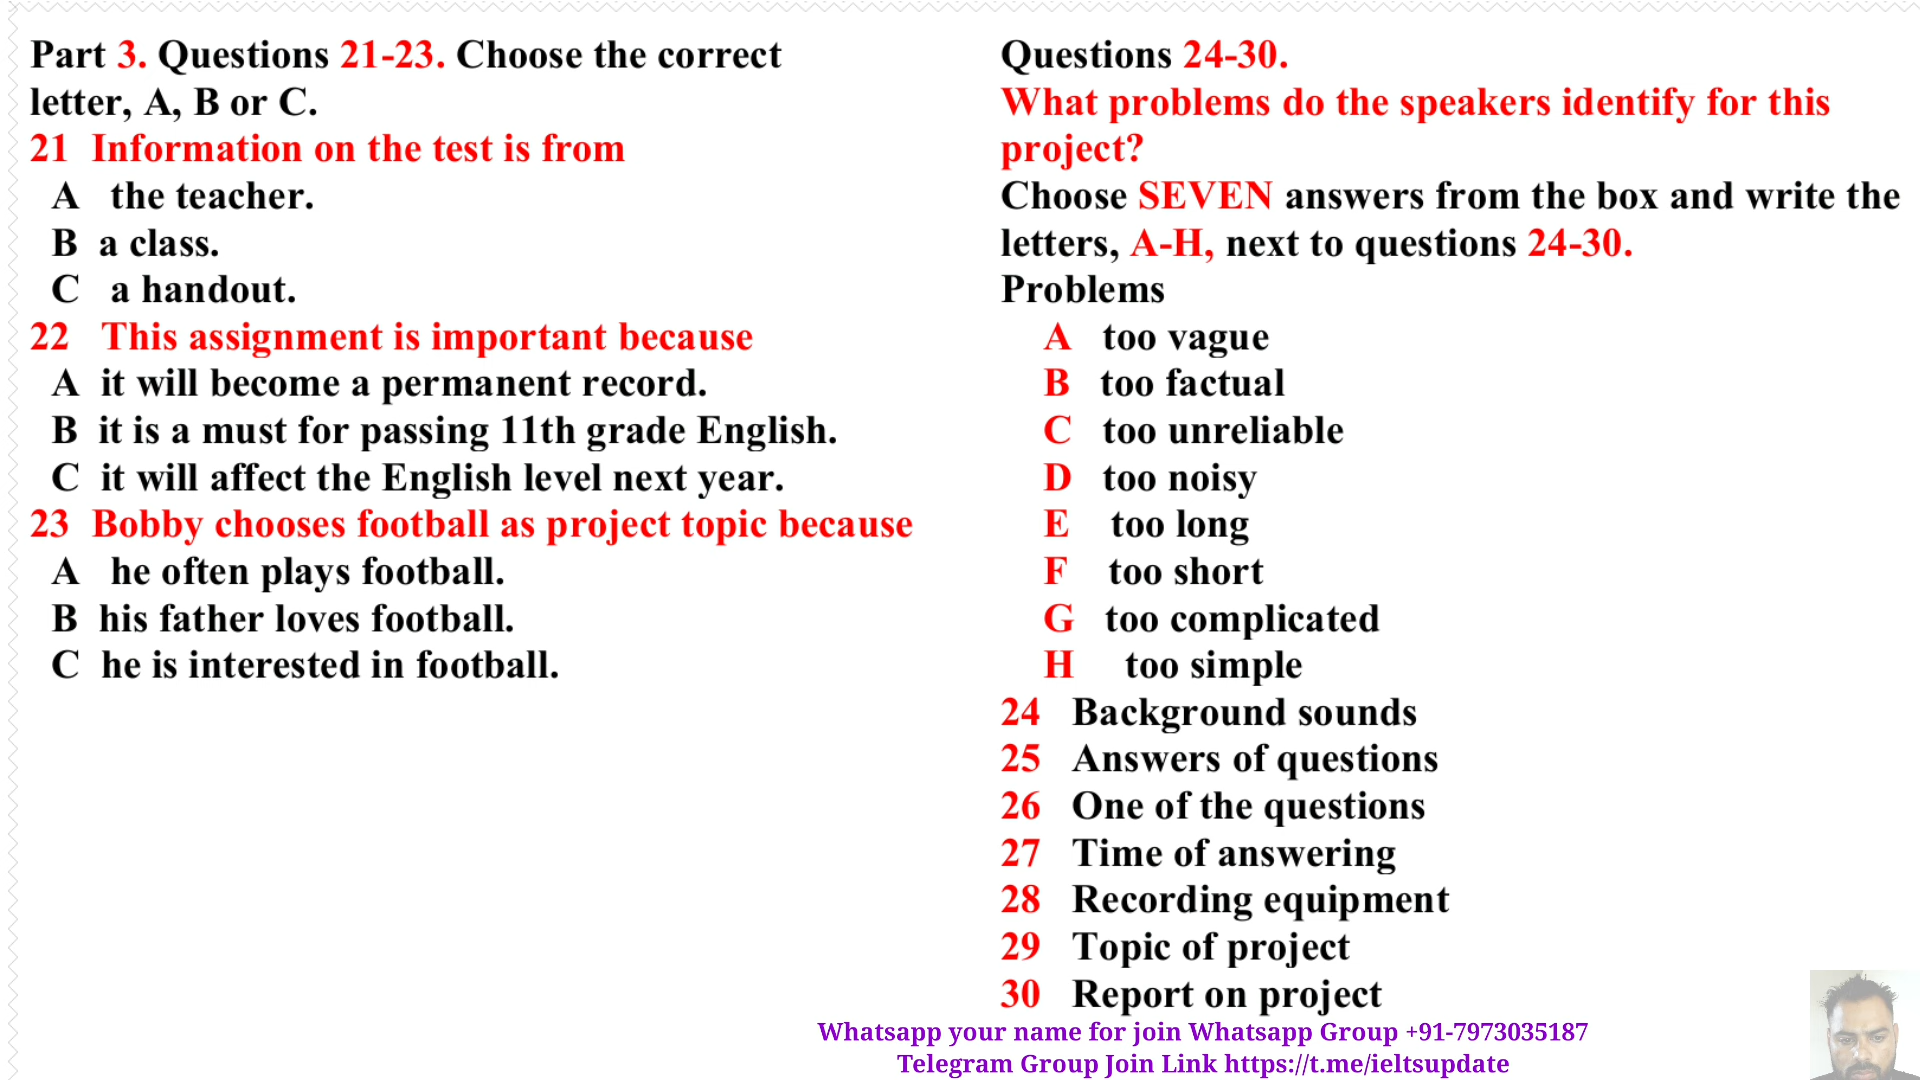 Part 3. Questions 21-23. Choose the correct
letter, A, B or C.
21 Information on the test is from
A the teacher.
B a class.
C a handout.
22 This assignment is important because
A it will become a permanent record.
B it is a must for passing 11th grade English.
C it will affect the English level next year.
23 Bobby chooses football as project topic because
A he often plays football.
B his father loves football.
C he is interested in football.
Questions 24-30.
What problems do the speakers identify for this
project?
Choose SEVEN answers from the box and write the
letters, A-H, next to questions 24-30.
Problems
A too vague
B too factual
C too unreliable
D too noisy
E too long
F too short
G too complicated
H too simple
24 Background sounds
25 Answers of questions
26 One of the questions
27 Time of answering
28 Recording equipment
29 Topic of project
30 Report on project
Whatsapp your name for join Whatsapp Group +91-7973035187
Telegram Group Join Link https://t.me/ieltsupdate